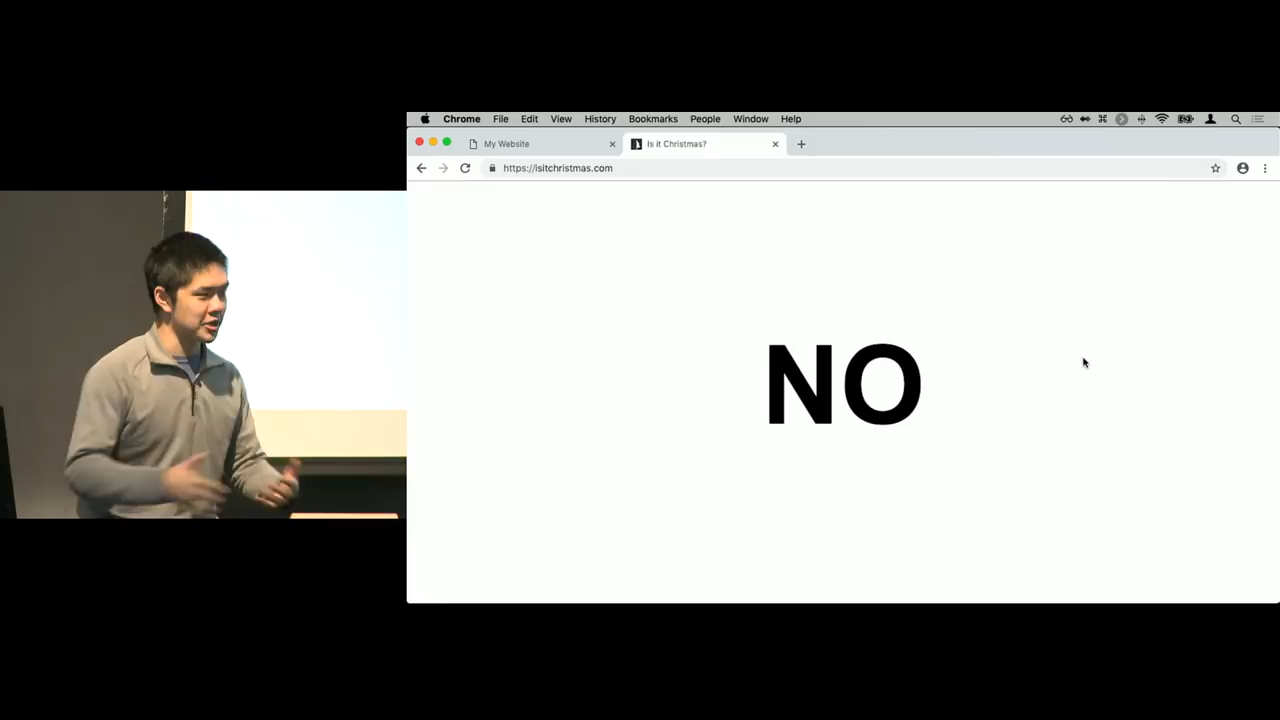 Chrome File Edit View History Bookmarks People Window Help
My Website
Is it Christmas?
https://isitchristmas.com
NO